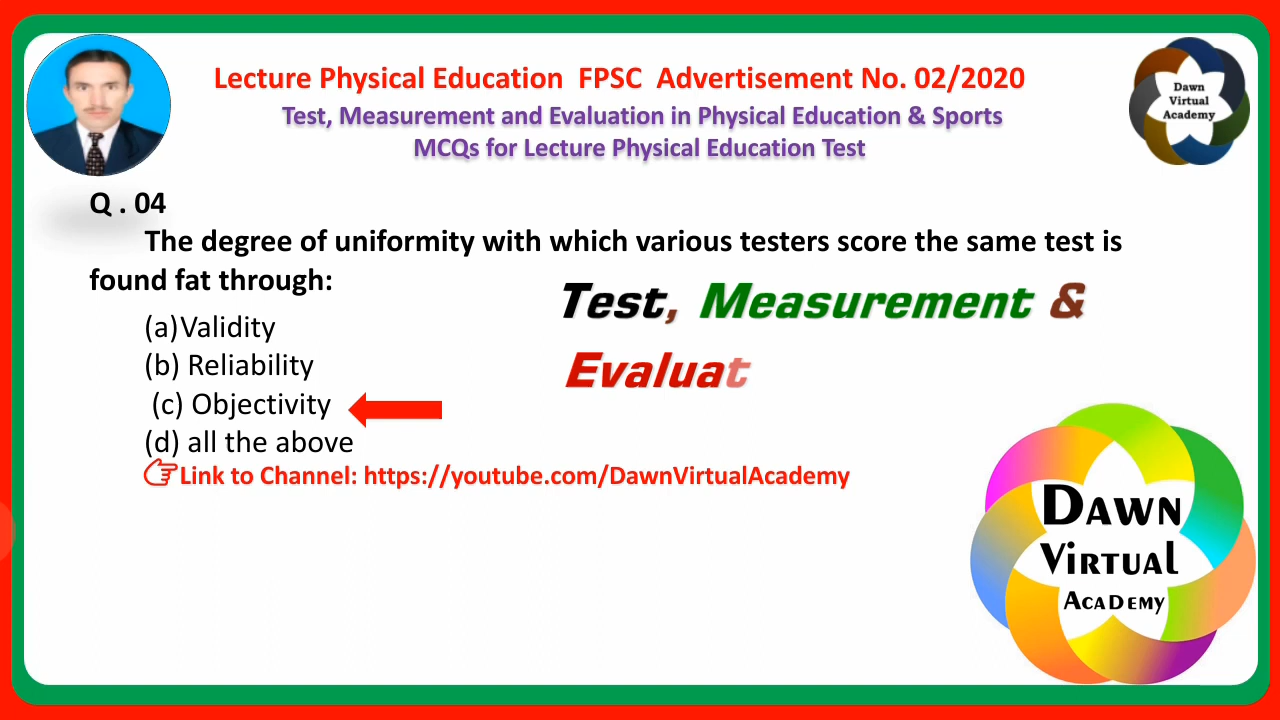 Lecture Physical Education FPSC Advertisement No. 02/2020
Test, Measurement and Evaluation in Physical Education & Sports
MCQs for Lecture Physical Education Test
Dawn
Virtual
Academy
Q . 04
The degree of uniformity with which various testers score the same test is
found fat through:
(a)Validity
(b) Reliability
(c) Objectivity
(d) all the above
Test, Measurement &
Evaluat
👉Link to Channel: https://youtube.com/DawnVirtualAcademy
Dawn
Virtual
Academy